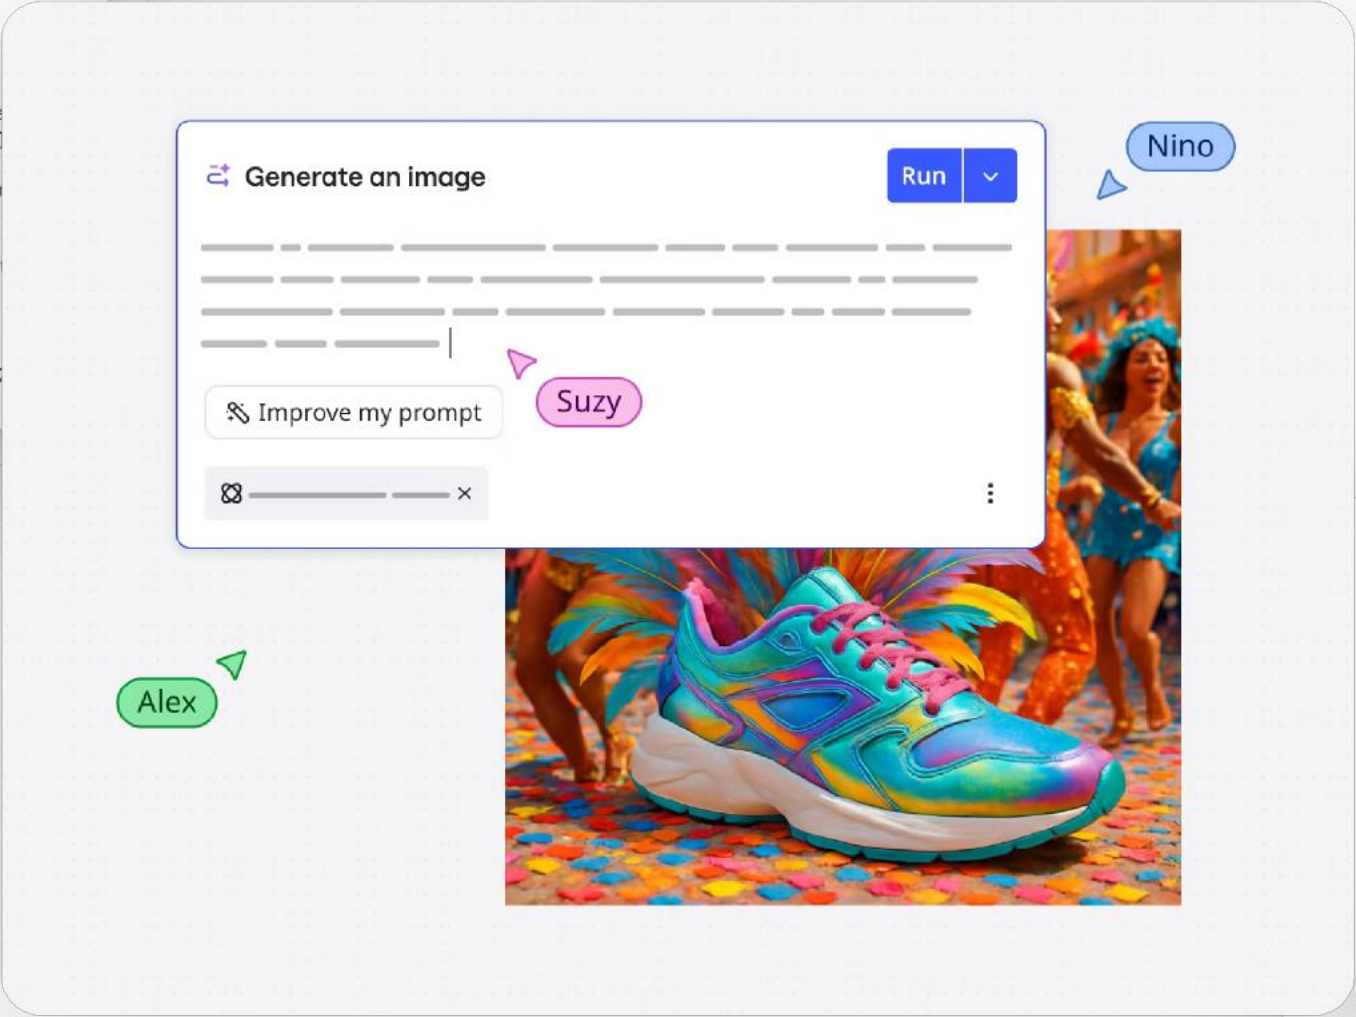 Nino
Generate an image
Run
Suzy
Improve my prompt
Alex